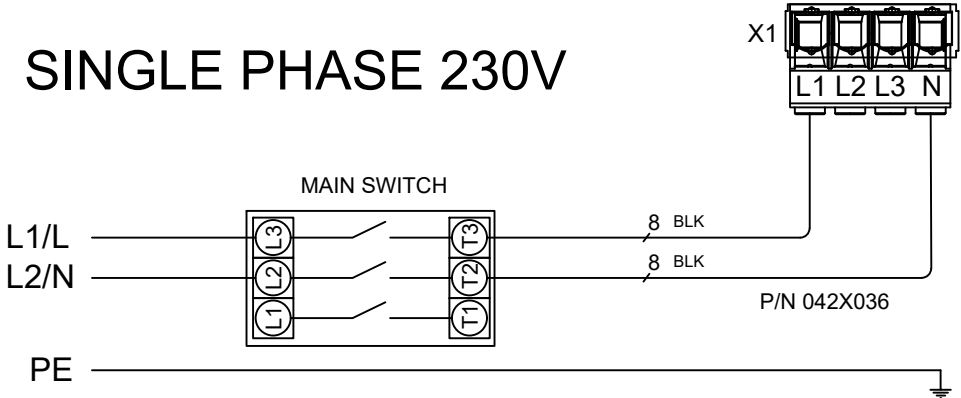 X1
SINGLE PHASE 230V
L1 L2 L3 N
MAIN SWITCH
L1/L L3 T3 8 BLK
L2/N L2 T2 8 BLK
L1 T1 P/N 042X036
PE